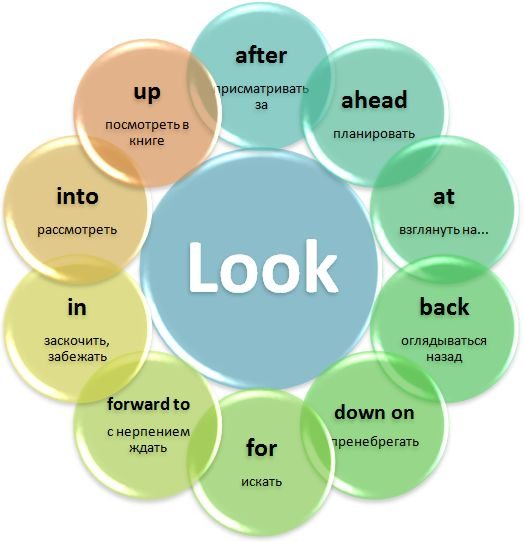 Look
after
присматривать
за
ahead
планировать
at
взглянуть на...
back
оглядываться
назад
down on
пренебрегать
for
искать
forward to
с нерпением
ждать
in
заскочить,
забежать
into
рассмотреть
up
посмотреть в
книге